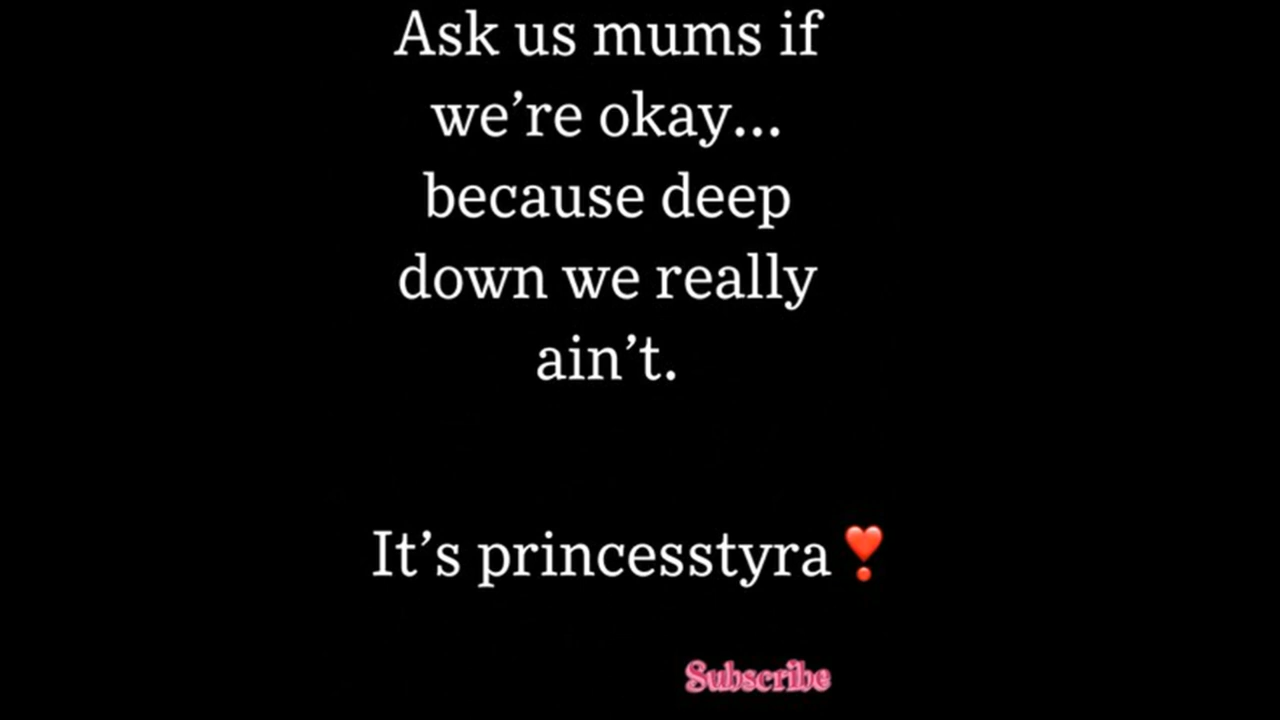 Ask us mums if
we’re okay...
because deep
down we really
ain’t.
It’s princesstyra❣️
Subscribe